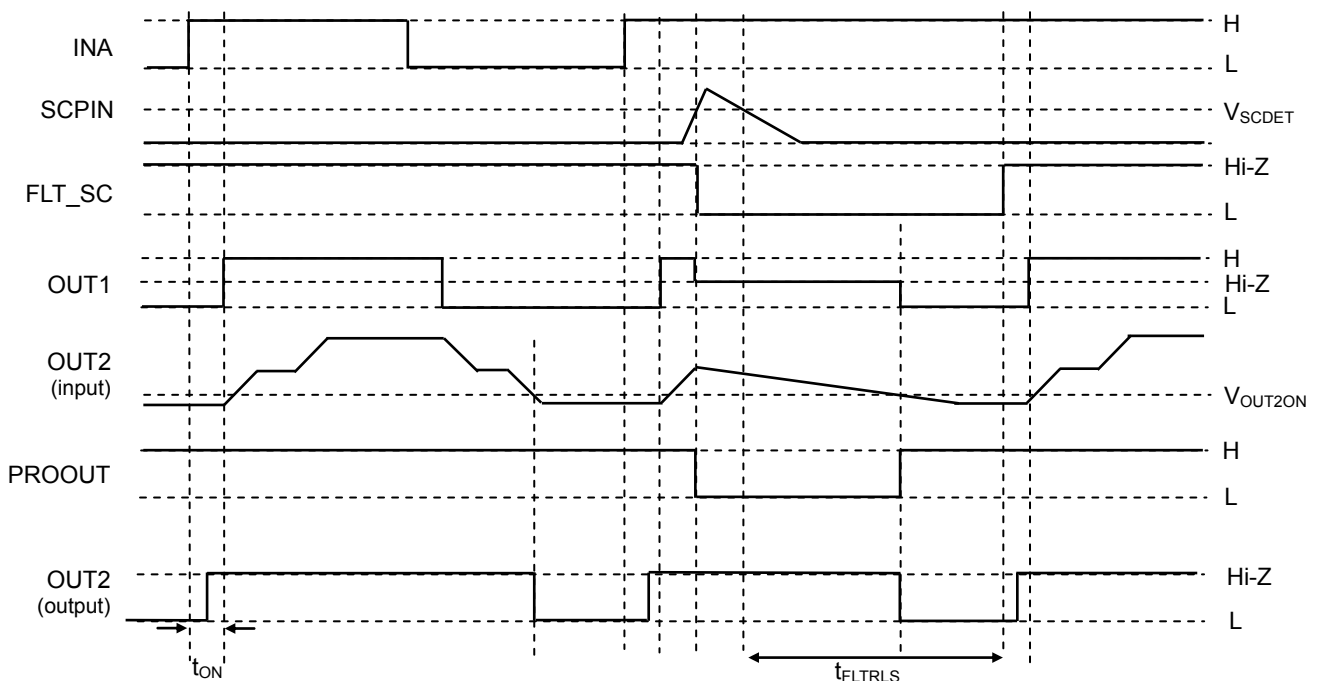 INA
H
L
SCPIN
VSCDET
FLT_SC
Hi-Z
L
OUT1
H
Hi-Z
L
OUT2
(input)
VOUT2ON
PROOUT
H
L
OUT2
(output)
Hi-Z
L
tON
tFLTRLS